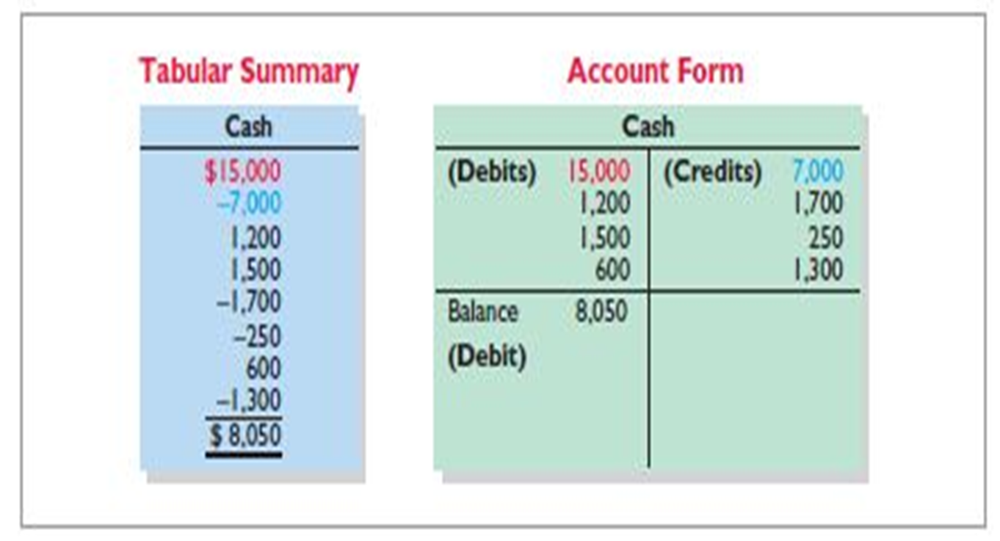 Tabular Summary
Cash
$15,000
–7,000
1,200
1,500
–1,700
–250
600
–1,300
$ 8,050
Account Form
Cash
(Debits) 15,000 (Credits) 7,000
1,200 1,700
1,500 250
600 1,300
Balance 8,050
(Debit)